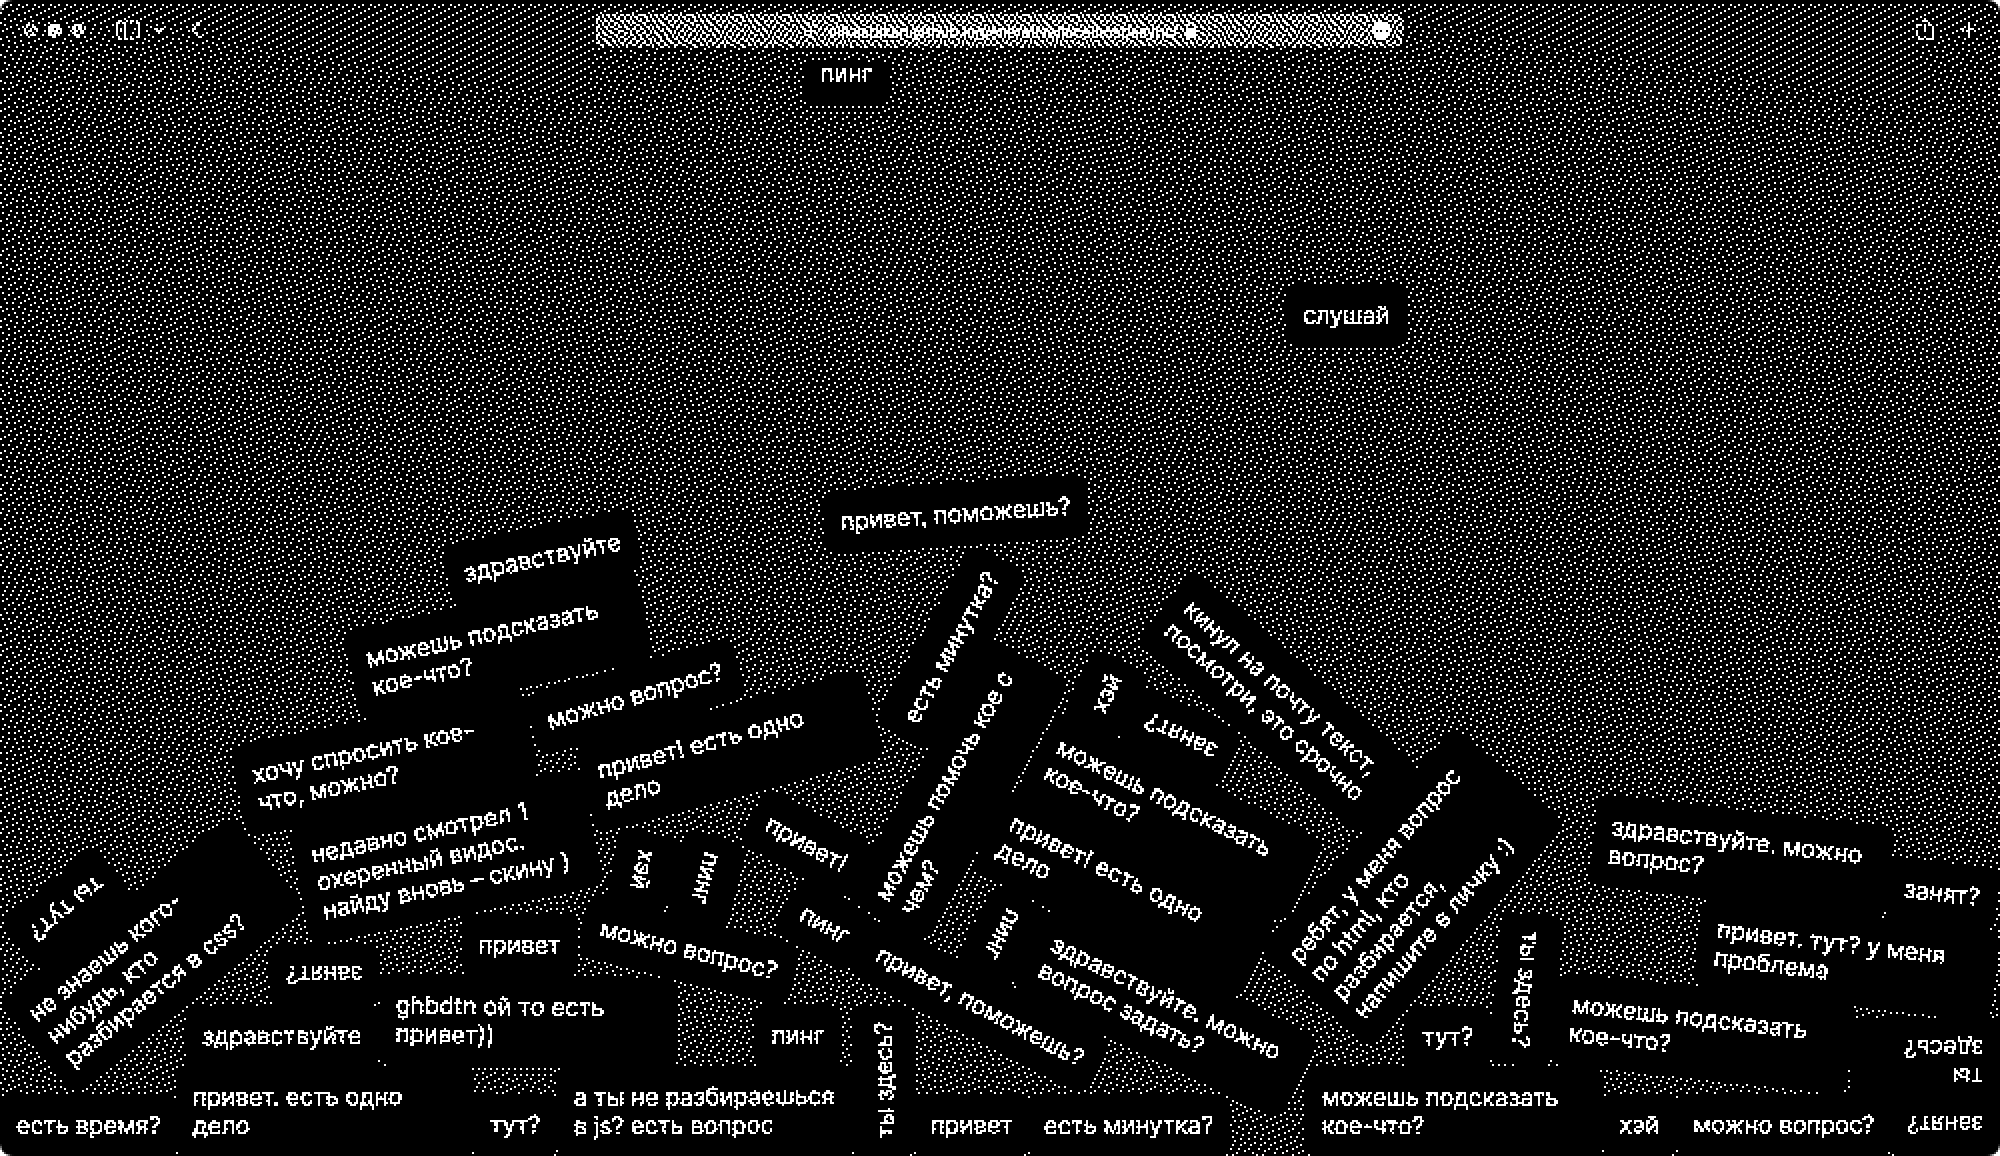 пинг
слушай
привет, поможешь?
здравствуйте
есть минутка?
можешь подсказать
кое-что?
кинул на почту текст,
посмотри, это срочно
можно вопрос?
хэй
занят?
привет! есть одно
дело
хочу спросить кое-
что, можно?
можешь помочь кое с
чем?
можешь подсказать
кое-что?
недавно смотрел 1
охеренный видос.
найду вновь – скину )
привет!
ребят, у меня вопрос
по html, кто
разбирается,
напишите в личку :)
здравствуйте. можно
вопрос?
хэй
пинг
привет! есть одно
дело
ты тут?
занят?
не знаешь кого-
нибудь, кто
разбирается в css?
привет
можно вопрос?
пинг
пинг
привет. тут? у меня
проблема
занят?
ghbdtn ой то есть
привет))
привет, поможешь?
здравствуйте. можно
вопрос задать?
ты здесь?
можешь подсказать
кое-что?
здравствуйте
пинг
тут?
ты
здесь?
есть время?
привет. есть одно
дело
тут?
а ты не разбираешься
в js? есть вопрос
ты здесь?
привет
есть минутка?
можешь подсказать
кое-что?
хэй
можно вопрос?
занят?